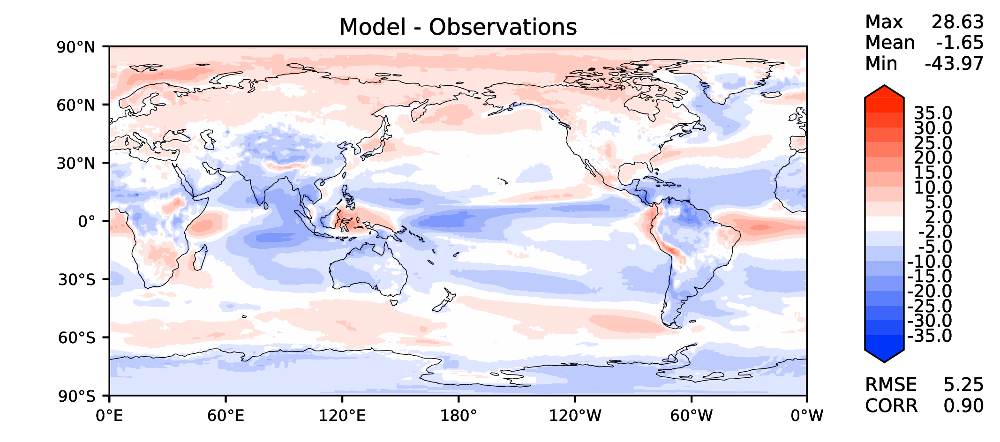 Model - Observations
Max 28.63
Mean -1.65
Min -43.97
90°N
60°N
30°N
0°
30°S
60°S
90°S
0°E 60°E 120°E 180° 120°W 60°W 0°W
35.0
30.0
25.0
20.0
15.0
10.0
5.0
2.0
-2.0
-5.0
-10.0
-15.0
-20.0
-25.0
-30.0
-35.0
RMSE 5.25
CORR 0.90